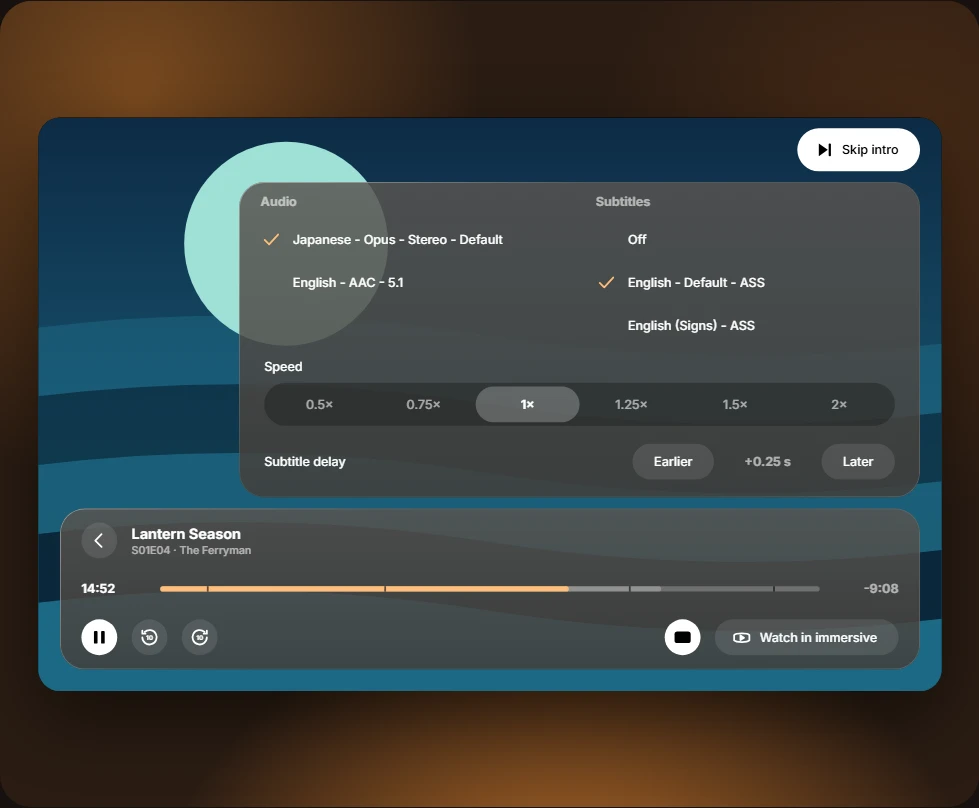 Skip intro
Audio
Subtitles
Japanese - Opus - Stereo - Default
Off
English - AAC - 5.1
English - Default - ASS
English (Signs) - ASS
Speed
0.5×
0.75×
1×
1.25×
1.5×
2×
Subtitle delay
Earlier
+0.25 s
Later
Lantern Season
S01E04 · The Ferryman
14:52
-9:08
10
10
Watch in immersive